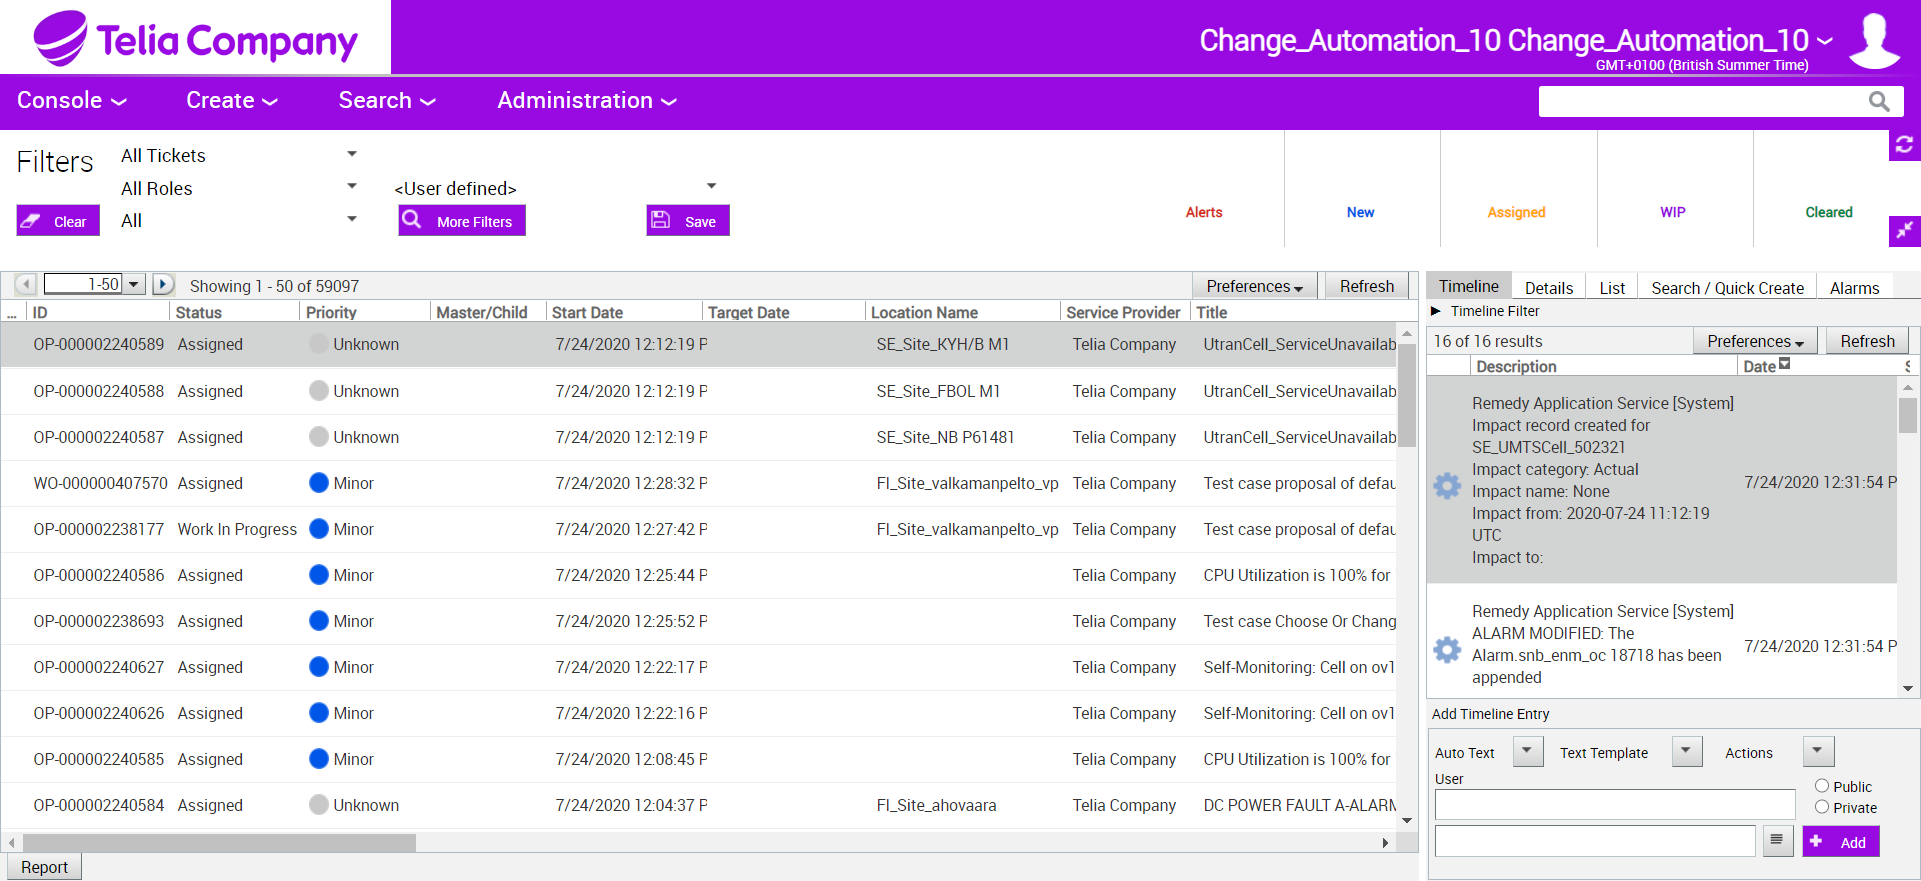 Telia Company
Change_Automation_10 Change_Automation_10
GMT+0100 (British Summer Time)
Console Create Search Administration
Filters
All Tickets
All Roles <User defined>
Clear All More Filters Save
Alerts New Assigned WIP Cleared
1-50 Showing 1 - 50 of 59097 Preferences Refresh
... ID Status Priority Master/Child Start Date Target Date Location Name Service Provider Title
OP-000002240589 Assigned Unknown 7/24/2020 12:12:19 P SE_Site_KYH/B M1 Telia Company UtranCell_ServiceUnavailab
OP-000002240588 Assigned Unknown 7/24/2020 12:12:19 P SE_Site_FBOL M1 Telia Company UtranCell_ServiceUnavailab
OP-000002240587 Assigned Unknown 7/24/2020 12:12:19 P SE_Site_NB P61481 Telia Company UtranCell_ServiceUnavailab
WO-000000407570 Assigned Minor 7/24/2020 12:28:32 P FI_Site_valkamanpelto_vp Telia Company Test case proposal of defau
OP-000002238177 Work In Progress Minor 7/24/2020 12:27:42 P FI_Site_valkamanpelto_vp Telia Company Test case proposal of defau
OP-000002240586 Assigned Minor 7/24/2020 12:25:44 P Telia Company CPU Utilization is 100% for
OP-000002238693 Assigned Minor 7/24/2020 12:25:52 P Telia Company Test case Choose Or Chang
OP-000002240627 Assigned Minor 7/24/2020 12:22:17 P Telia Company Self-Monitoring: Cell on ov1
OP-000002240626 Assigned Minor 7/24/2020 12:22:16 P Telia Company Self-Monitoring: Cell on ov1
OP-000002240585 Assigned Minor 7/24/2020 12:08:45 P Telia Company CPU Utilization is 100% for
OP-000002240584 Assigned Unknown 7/24/2020 12:04:37 P FI_Site_ahovaara Telia Company DC POWER FAULT A-ALARM
Report
Timeline Details List Search / Quick Create Alarms
Timeline Filter
16 of 16 results Preferences Refresh
Description Date S
Remedy Application Service [System]
Impact record created for
SE_UMTSCell_502321
Impact category: Actual
Impact name: None
Impact from: 2020-07-24 11:12:19
UTC
Impact to:
7/24/2020 12:31:54 P
Remedy Application Service [System]
ALARM MODIFIED: The
Alarm.snb_enm_oc 18718 has been
appended
7/24/2020 12:31:54 P
Add Timeline Entry
Auto Text Text Template Actions
User
Public
Private
Add